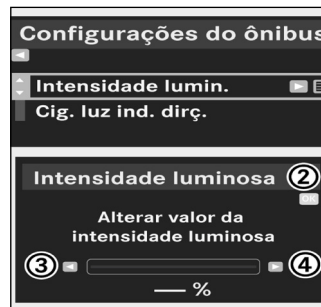 Configurações do ônibus
Intensidade lumin.
Cig. luz ind. dirç.
Intensidade luminosa ②
OK
Alterar valor da
intensidade luminosa
③ ④
%